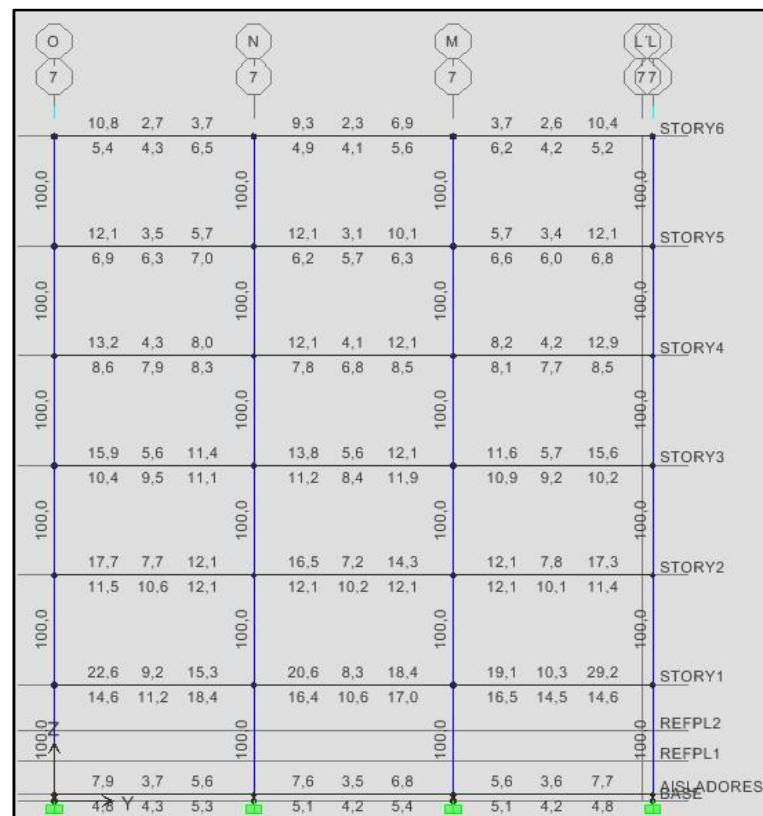 O N M L'L
7 7 7 77
10,8 2,7 3,7 9,3 2,3 6,9 3,7 2,6 10,4 STORY6
5,4 4,3 6,5 4,9 4,1 5,6 6,2 4,2 5,2
100,0 100,0 100,0 100,0
12,1 3,5 5,7 12,1 3,1 10,1 5,7 3,4 12,1 STORY5
6,9 6,3 7,0 6,2 5,7 6,3 6,6 6,0 6,8
100,0 100,0 100,0 100,0
13,2 4,3 8,0 12,1 4,1 12,1 8,2 4,2 12,9 STORY4
8,6 7,9 8,3 7,8 6,8 8,5 8,1 7,7 8,5
100,0 100,0 100,0 100,0
15,9 5,6 11,4 13,8 5,6 12,1 11,6 5,7 15,6 STORY3
10,4 9,5 11,1 11,2 8,4 11,9 10,9 9,2 10,2
100,0 100,0 100,0 100,0
17,7 7,7 12,1 16,5 7,2 14,3 12,1 7,8 17,3 STORY2
11,5 10,6 12,1 12,1 10,2 12,1 12,1 10,1 11,4
100,0 100,0 100,0 100,0
22,6 9,2 15,3 20,6 8,3 18,4 19,1 10,3 29,2 STORY1
14,6 11,2 18,4 16,4 10,6 17,0 16,5 14,5 14,6
REFPL2
100,0 100,0 100,0 100,0
Z
REFPL1
7,9 3,7 5,6 7,6 3,5 6,8 5,6 3,6 7,7 AISLADORES
BASE
4,8 Y 4,3 5,3 5,1 4,2 5,4 5,1 4,2 4,8